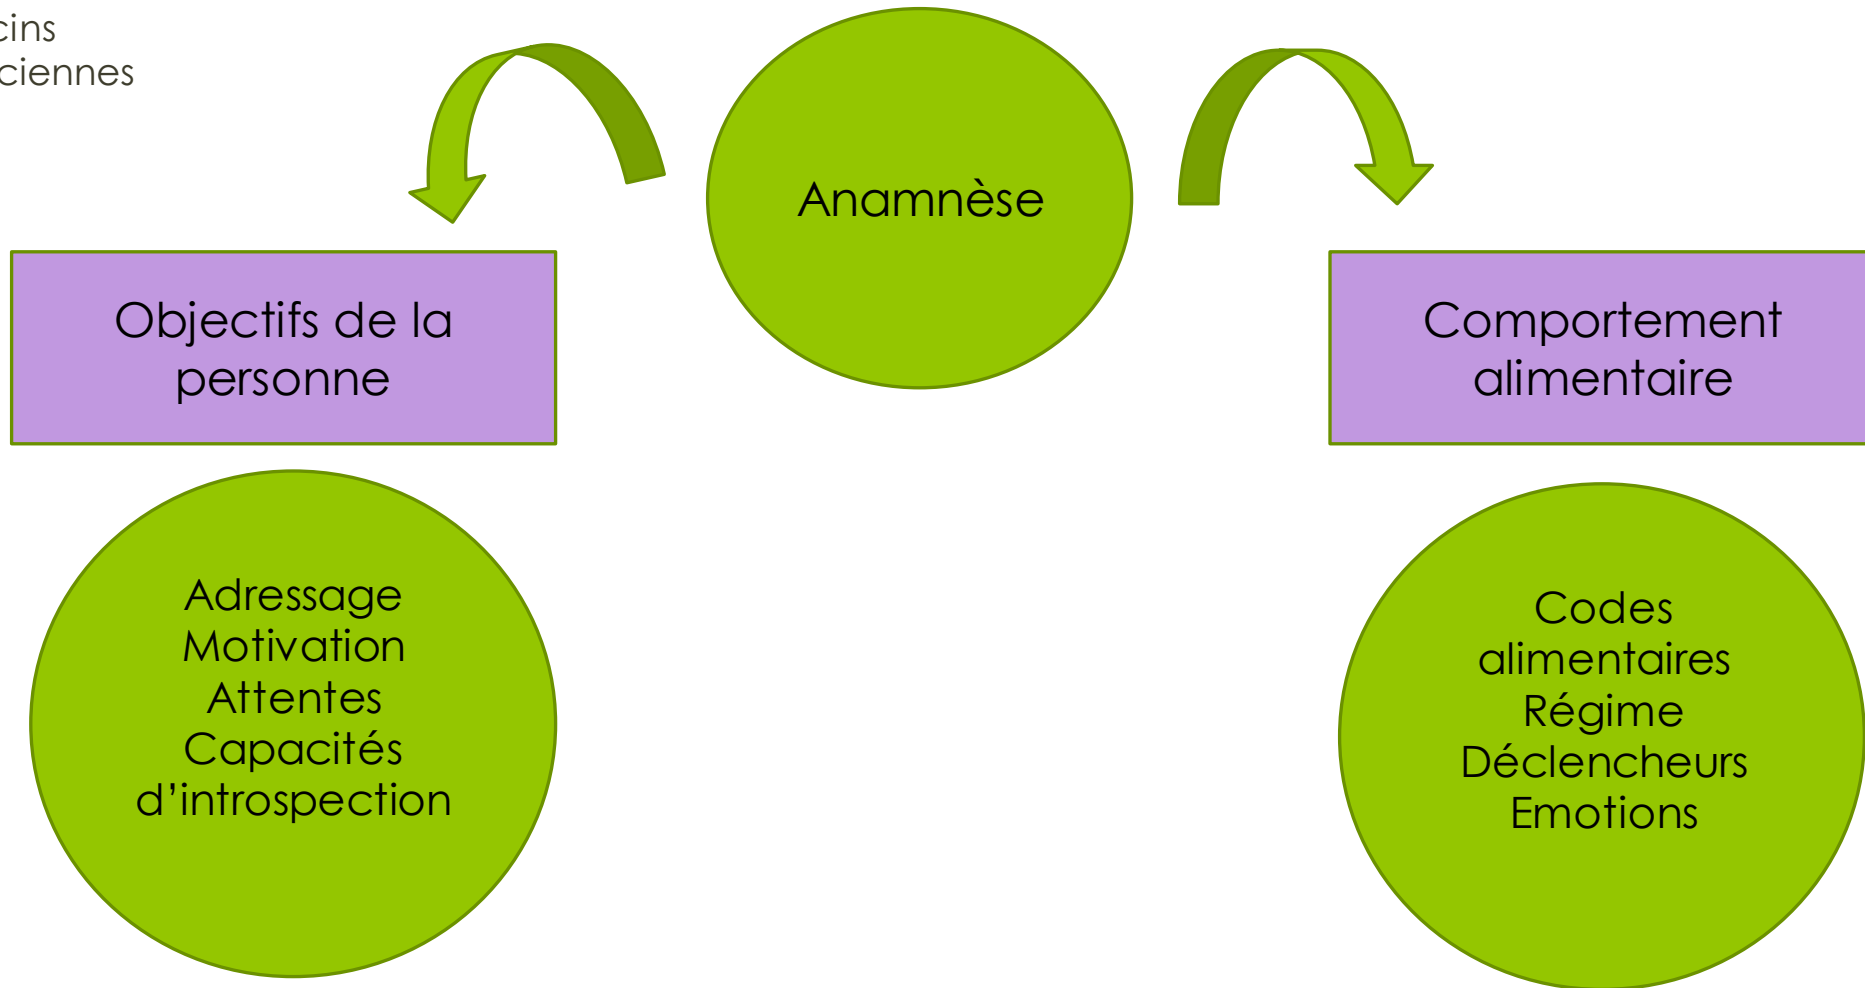 cins
ciennes
Anamnèse
Objectifs de la
personne
Comportement
alimentaire
Adressage
Motivation
Attentes
Capacités
d’introspection
Codes
alimentaires
Régime
Déclencheurs
Emotions